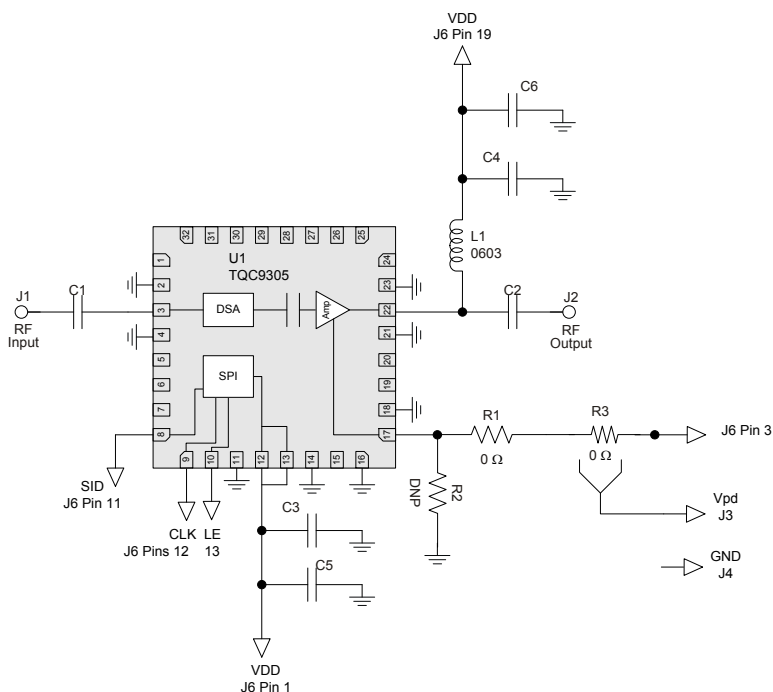 VDD
J6 Pin 19
C6
C4
L1
0603
32
31
30
29
28
27
26
25
U1
TQC9305
1
2
3
4
5
6
7
8
24
23
22
21
20
19
18
17
J1
RF
Input
C1
DSA
Amp
C2
J2
RF
Output
SPI
9
10
11
12
13
14
15
16
R1
0 Ω
R3
0 Ω
J6 Pin 3
R2
DNP
Vpd
J3
GND
J4
SID
J6 Pin 11
CLK LE
J6 Pins 12 13
C3
C5
VDD
J6 Pin 1